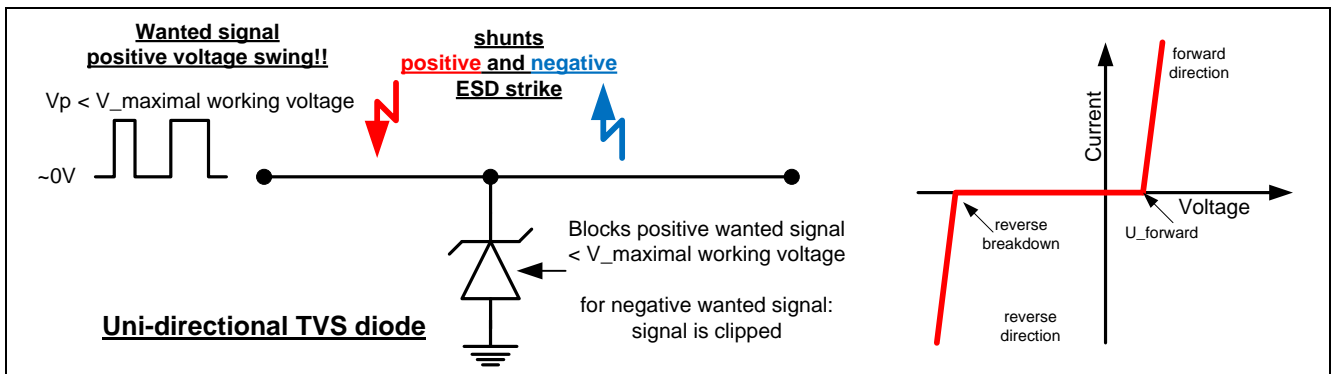 Wanted signal
positive voltage swing!!
Vp < V_maximal working voltage
~0V
shunts
positive and negative
ESD strike
Blocks positive wanted signal
< V_maximal working voltage
for negative wanted signal:
signal is clipped
Uni-directional TVS diode
Current
forward
direction
Voltage
U_forward
reverse
breakdown
reverse
direction